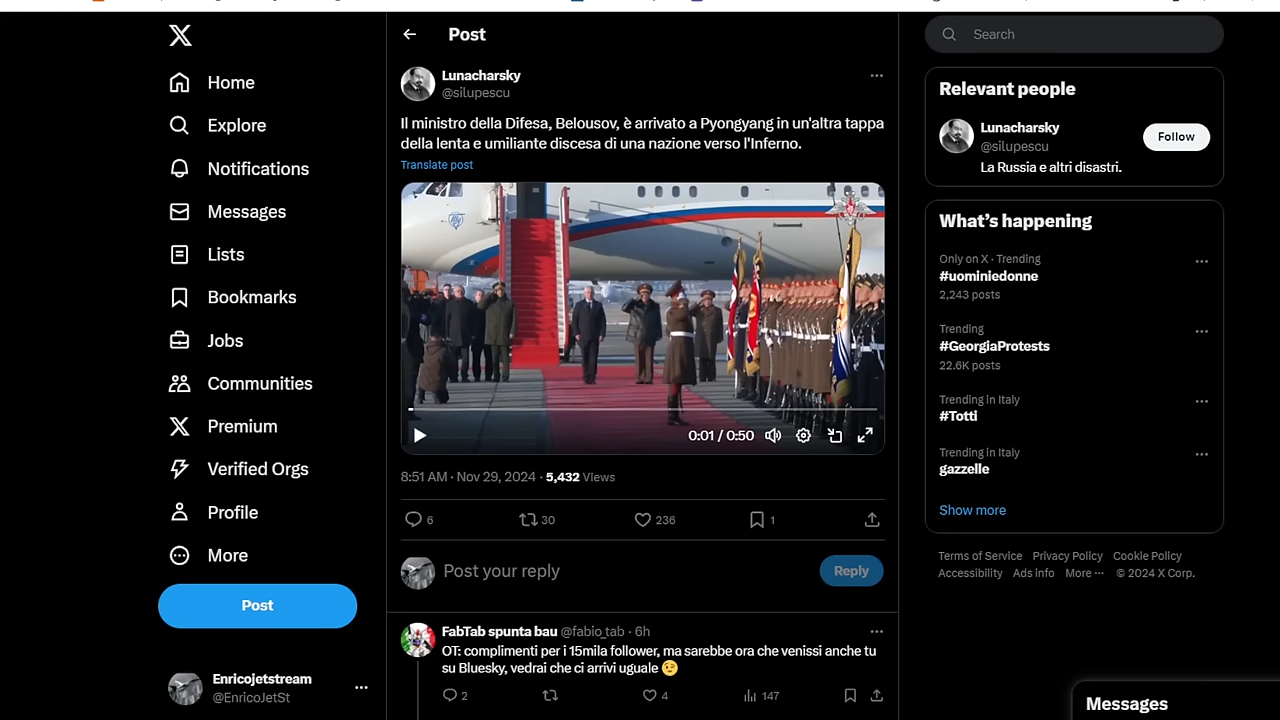 Home
Explore
Notifications
Messages
Lists
Bookmarks
Jobs
Communities
Premium
Verified Orgs
Profile
More
Post
Enricojetstream
@EnricoJetSt
Post
Lunacharsky
@silupescu
Il ministro della Difesa, Belousov, è arrivato a Pyongyang in un'altra tappa
della lenta e umiliante discesa di una nazione verso l'Inferno.
Translate post
0:01 / 0:50
8:51 AM · Nov 29, 2024 · 5,432 Views
6 30 236 1
Post your reply
Reply
FabTab spunta bau @fabio_tab · 6h
OT: complimenti per i 15mila follower, ma sarebbe ora che venissi anche tu
su Bluesky, vedrai che ci arrivi uguale 😉
2 4 147
Search
Relevant people
Lunacharsky
@silupescu
Follow
La Russia e altri disastri.
What's happening
Only on X · Trending
#uominiedonne
2,243 posts
Trending
#GeorgiaProtests
22.6K posts
Trending in Italy
#Totti
Trending in Italy
gazzelle
Show more
Terms of Service Privacy Policy Cookie Policy
Accessibility Ads info More ··· © 2024 X Corp.
Messages